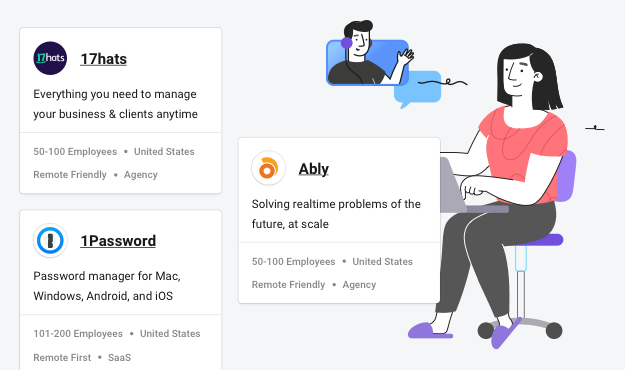 17hats
17hats
Everything you need to manage
your business & clients anytime
50-100 Employees • United States
Remote Friendly • Agency
1Password
Password manager for Mac,
Windows, Android, and iOS
101-200 Employees • United States
Remote First • SaaS
Ably
Solving realtime problems of the
future, at scale
50-100 Employees • United States
Remote Friendly • Agency